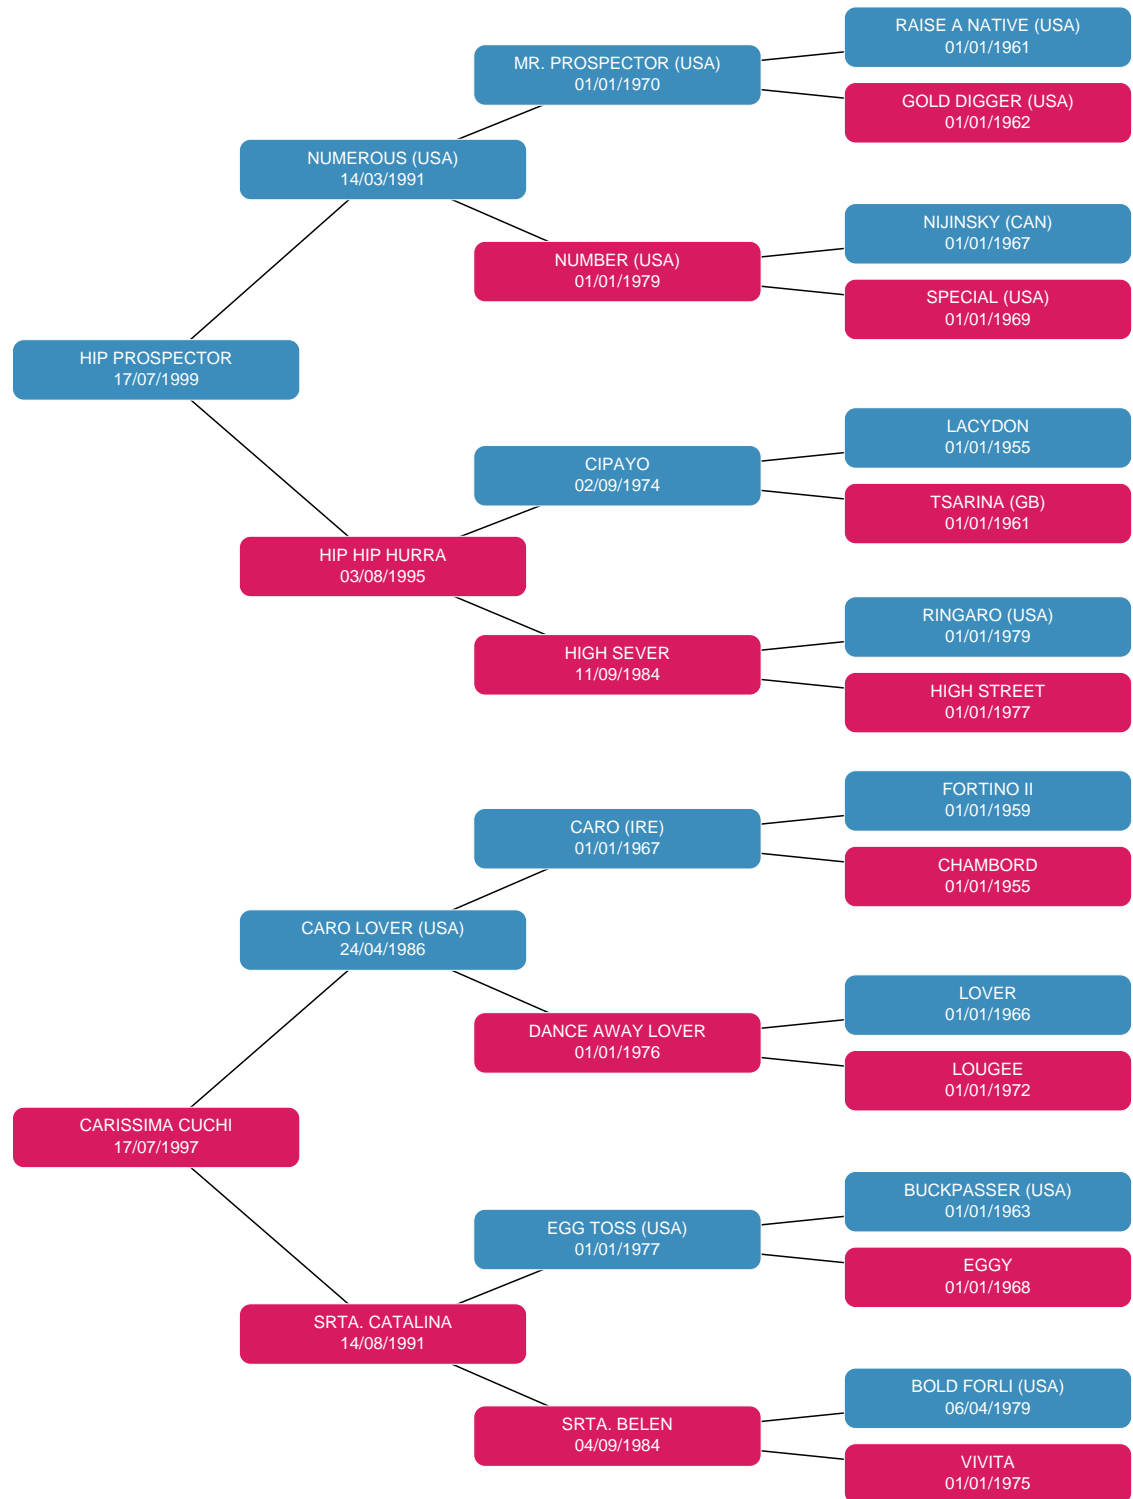 RAISE A NATIVE (USA)
01/01/1961
MR. PROSPECTOR (USA)
01/01/1970
GOLD DIGGER (USA)
01/01/1962
NUMEROUS (USA)
14/03/1991
NIJINSKY (CAN)
01/01/1967
NUMBER (USA)
01/01/1979
SPECIAL (USA)
01/01/1969
HIP PROSPECTOR
17/07/1999
LACYDON
01/01/1955
CIPAYO
02/09/1974
TSARINA (GB)
01/01/1961
HIP HIP HURRA
03/08/1995
RINGARO (USA)
01/01/1979
HIGH SEVER
11/09/1984
HIGH STREET
01/01/1977
FORTINO II
01/01/1959
CARO (IRE)
01/01/1967
CHAMBORD
01/01/1955
CARO LOVER (USA)
24/04/1986
LOVER
01/01/1966
DANCE AWAY LOVER
01/01/1976
LOUGEE
01/01/1972
CARISSIMA CUCHI
17/07/1997
BUCKPASSER (USA)
01/01/1963
EGG TOSS (USA)
01/01/1977
EGGY
01/01/1968
SRTA. CATALINA
14/08/1991
BOLD FORLI (USA)
06/04/1979
SRTA. BELEN
04/09/1984
VIVITA
01/01/1975